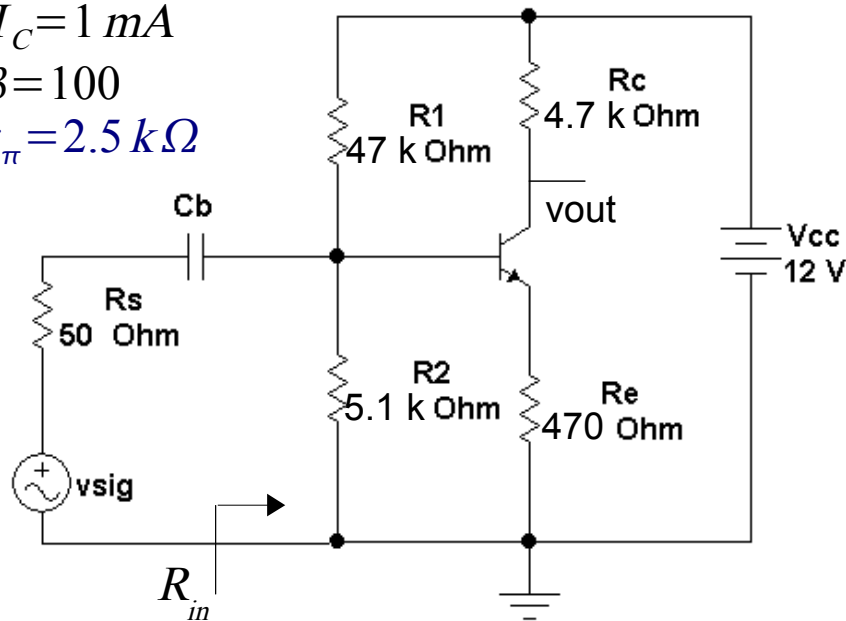 I_C=1 mA
β=100
r_π=2.5 kΩ
R1
47 k Ohm
Rc
4.7 k Ohm
vout
Cb
Vcc
12 V
Rs
50 Ohm
R2
5.1 k Ohm
Re
470 Ohm
vsig
R_in